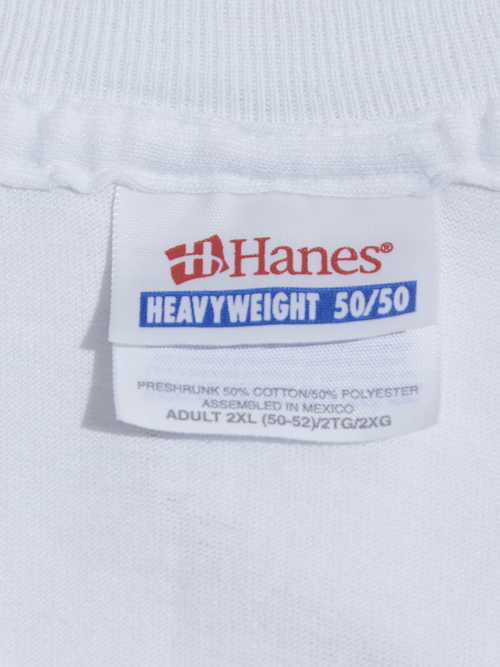 Hanes®
HEAVYWEIGHT 50/50
PRESHRUNK 50% COTTON/50% POLYESTER
ASSEMBLED IN MEXICO
ADULT 2XL (50-52)/2TG/2XG